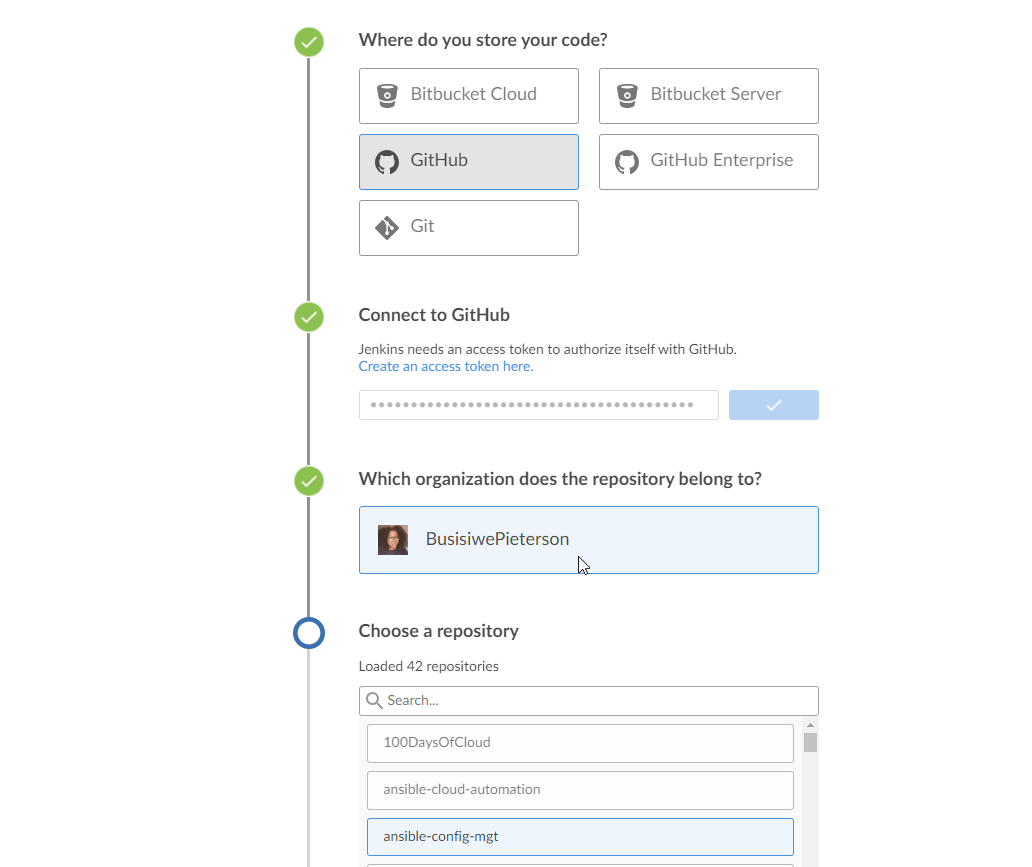 Where do you store your code?
Bitbucket Cloud
Bitbucket Server
GitHub
GitHub Enterprise
Git
Connect to GitHub
Jenkins needs an access token to authorize itself with GitHub.
Create an access token here.
Which organization does the repository belong to?
BusisiwePieterson
Choose a repository
Loaded 42 repositories
Search...
100DaysOfCloud
ansible-cloud-automation
ansible-config-mgt